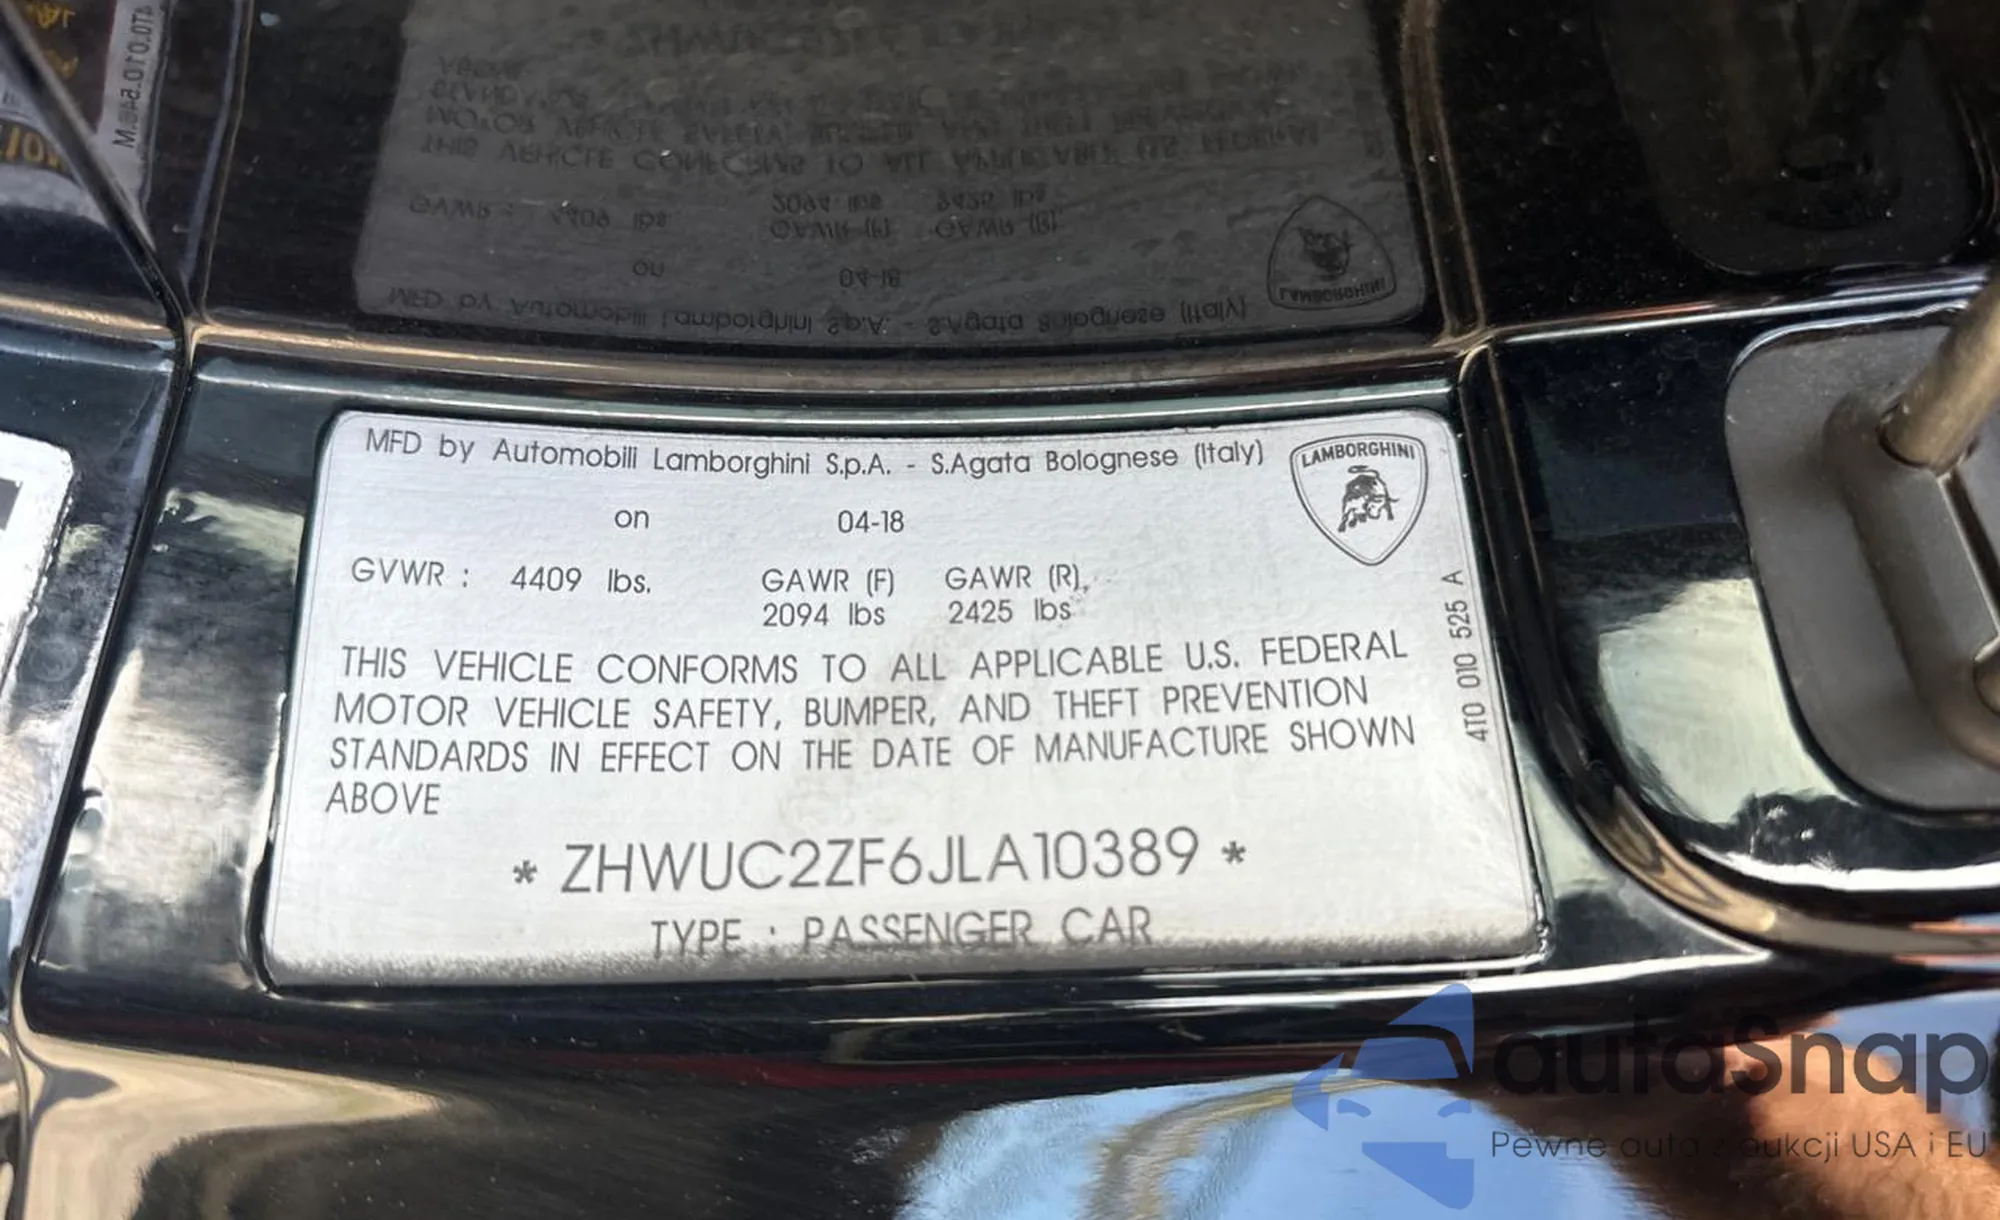 MFD by Automobili Lamborghini S.p.A. - S.Agata Bolognese (Italy)
LAMBORGHINI
on 04-18
GVWR : 4409 lbs. GAWR (F) GAWR (R)
2094 lbs 2425 lbs
THIS VEHICLE CONFORMS TO ALL APPLICABLE U.S. FEDERAL
MOTOR VEHICLE SAFETY, BUMPER, AND THEFT PREVENTION
STANDARDS IN EFFECT ON THE DATE OF MANUFACTURE SHOWN
ABOVE
* ZHWUC2ZF6JLA10389 *
TYPE : PASSENGER CAR
4T0 010 525 A
autaSnap
Pewne auta z aukcji USA i EU